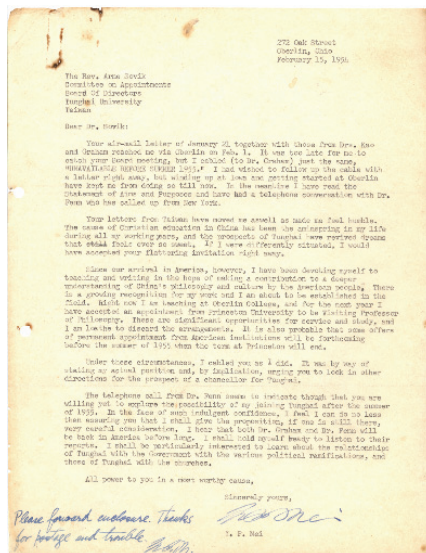 272 Oak Street
Oberlin, Ohio
February 15, 1954
The Rev. Arne Sovik
Committee on Appointments
Board Of Directors
Tunghai University
Taiwan
Dear Dr. Sovik:
Your air-mail letter of January 21 together with those from Drs. Kao
and Graham reached me via Oberlin on Feb. 1. It was too late for me to
catch your Board meeting, but I cabled (to Dr. Graham) just the same,
"UNAVAILABLE BEFORE SUMMER 1955." I had wished to follow up the cable with
a letter right away, but winding up at Iowa and getting started at Oberlin
have kept me from doing so till now. In the meantime I have read the
Statement of Aims and Purposes and have had a telephone conversation with Dr.
Fenn who has called up from New York.
Your letters from Taiwan have moved me as well as made me feel humble.
The cause of Christian education in China has been the mainspring in my life
during all my working years, and the prospects of Tunghai have revived dreams
that feels ever so sweet. If I were differently situated, I would
have accepted your flattering invitation right away.
Since our arrival in America, however, I have been devoting myself to
teaching and writing in the hope of making a contribution to a deeper
understanding of China's philosophy and culture by the American people. There
is a growing recognition for my work and I am about to be established in the
field. Right now I am teaching at Oberlin College, and for the next year I
have accepted an appointment from Princeton University to be Visiting Professor
of Philosophy. These are significant opportunities for service and study, and
I am loathe to discard the arrangements. It is also probable that some offers
of permanent appointment from American institutions will be forthcoming
before the summer of 1955 when the term at Princeton will end.
Under these circumstances, I cabled you as I did. It was by way of
stating my actual position and, by implication, urging you to look in other
directions for the prospect of a chancellor for Tunghai.
The telephone call from Dr. Fenn seems to indicate though that you are
willing yet to explore the possibility of my joining Tunghai after the summer
of 1955. In the face of such indulgent confidence, I feel I can do no less
than assuring you that I shall give the proposition, if one is still there,
very careful consideration. I hear that both Dr. Graham and Dr. Fenn will
be back in America before long. I shall hold myself ready to listen to their
reports. I shall be particularly interested to learn about the relationships
of Tunghai with the Government with the various political ramifications, and
those of Tunghai with the churches.
All power to you in a most worthy cause,
Sincerely yours,
Y. P. Mei
Please forward enclosure. Thanks
for postage and trouble.